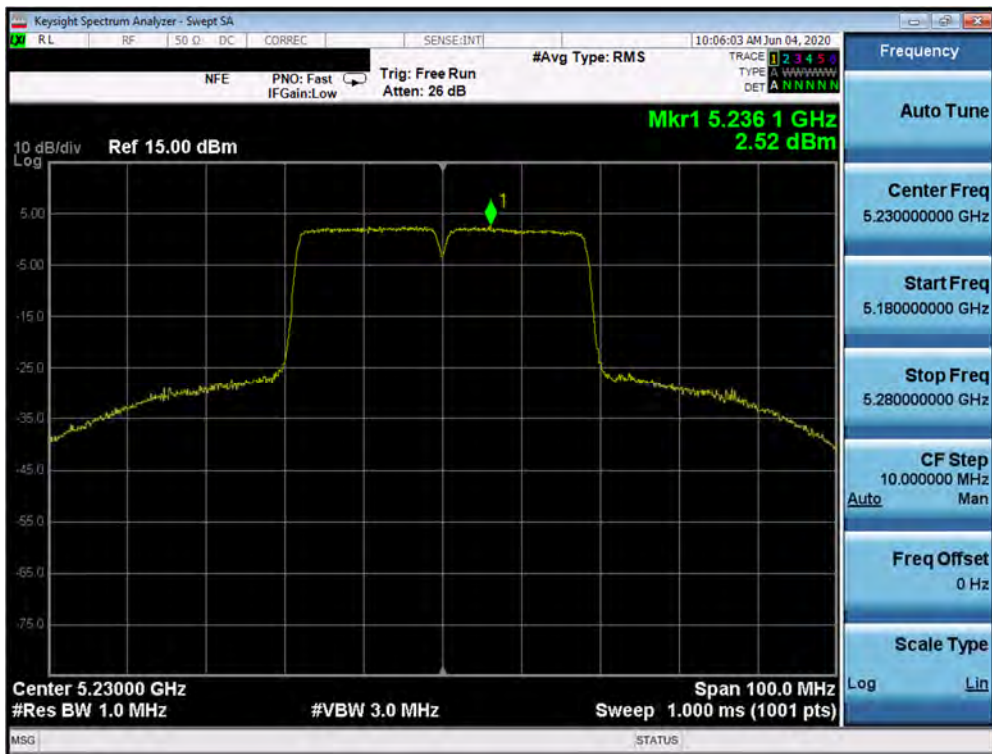 Keysight Spectrum Analyzer - Swept SA
LXI RL RF 50 Ω DC CORREC SENSE:INT 10:06:03 AM Jun 04, 2020
Frequency
#Avg Type: RMS TRACE 1 2 3 4 5 6
NFE PNO: Fast Trig: Free Run TYPE A WWWWW
IFGain:Low Atten: 26 dB DET A N N N N N
Auto Tune
Mkr1 5.236 1 GHz
10 dB/div Ref 15.00 dBm 2.52 dBm
Log
1
5.00
-5.00
-15.0
-25.0
-35.0
-45.0
-55.0
-65.0
-75.0
Center 5.23000 GHz Span 100.0 MHz
#Res BW 1.0 MHz #VBW 3.0 MHz Sweep 1.000 ms (1001 pts)
MSG STATUS
Center Freq
5.230000000 GHz
Start Freq
5.180000000 GHz
Stop Freq
5.280000000 GHz
CF Step
10.000000 MHz
Auto Man
Freq Offset
0 Hz
Scale Type
Log Lin